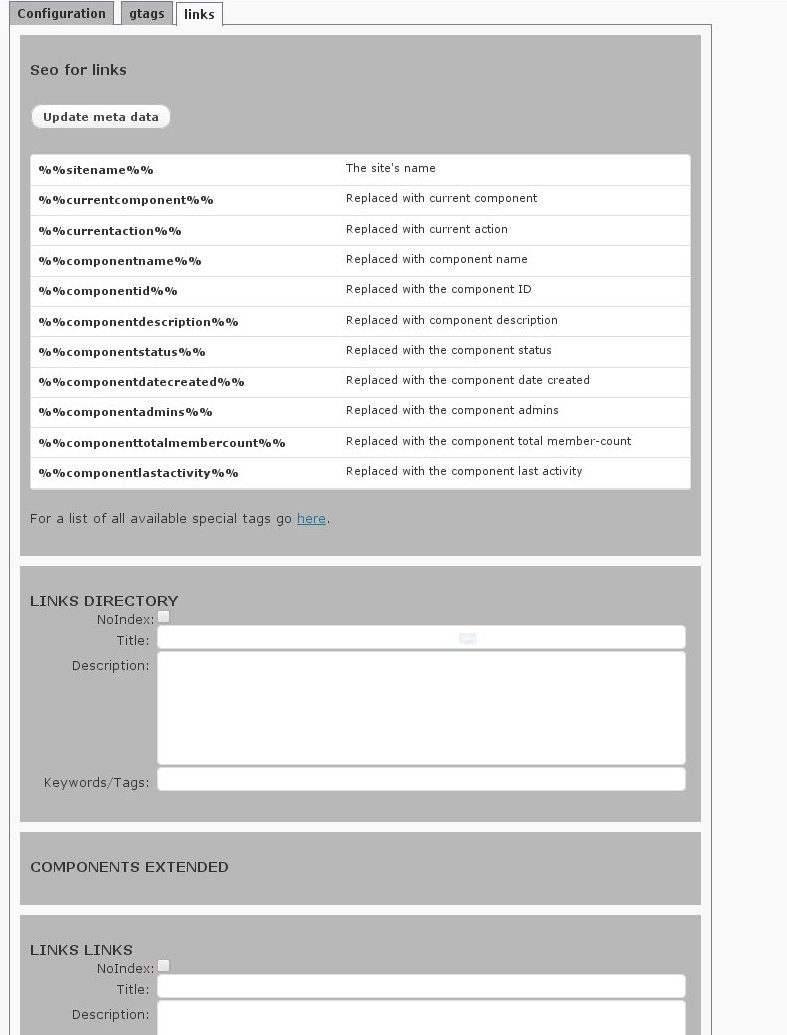 Configuration gtags links
Seo for links
Update meta data
%%sitename%% The site's name
%%currentcomponent%% Replaced with current component
%%currentaction%% Replaced with current action
%%componentname%% Replaced with component name
%%componentid%% Replaced with the component ID
%%componentdescription%% Replaced with component description
%%componentstatus%% Replaced with the component status
%%componentdatecreated%% Replaced with the component date created
%%componentadmins%% Replaced with the component admins
%%componenttotalmembercount%% Replaced with the component total member-count
%%componentlastactivity%% Replaced with the component last activity
For a list of all available special tags go here.
LINKS DIRECTORY
NoIndex:
Title:
Description:
Keywords/Tags:
COMPONENTS EXTENDED
LINKS LINKS
NoIndex:
Title:
Description: